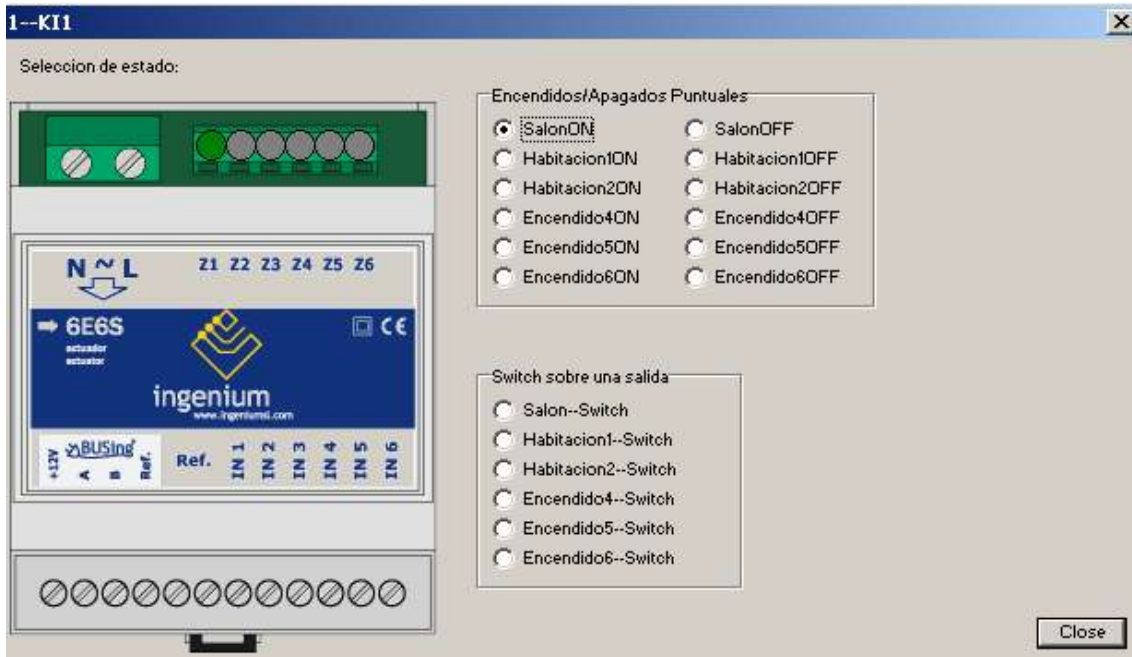 1--KI1
Seleccion de estado:
N ~ L
Z1 Z2 Z3 Z4 Z5 Z6
6E6S
actuador
actuator
CE
ingenium
www.ingeniumsl.com
+12V
A
B
Ref.
BUSing
Ref.
IN 1
IN 2
IN 3
IN 4
IN 5
IN 6
Encendidos/Apagados Puntuales
SalonON SalonOFF
Habitacion1ON Habitacion1OFF
Habitacion2ON Habitacion2OFF
Encendido4ON Encendido4OFF
Encendido5ON Encendido5OFF
Encendido6ON Encendido6OFF
Switch sobre una salida
Salon--Switch
Habitacion1--Switch
Habitacion2--Switch
Encendido4--Switch
Encendido5--Switch
Encendido6--Switch
Close